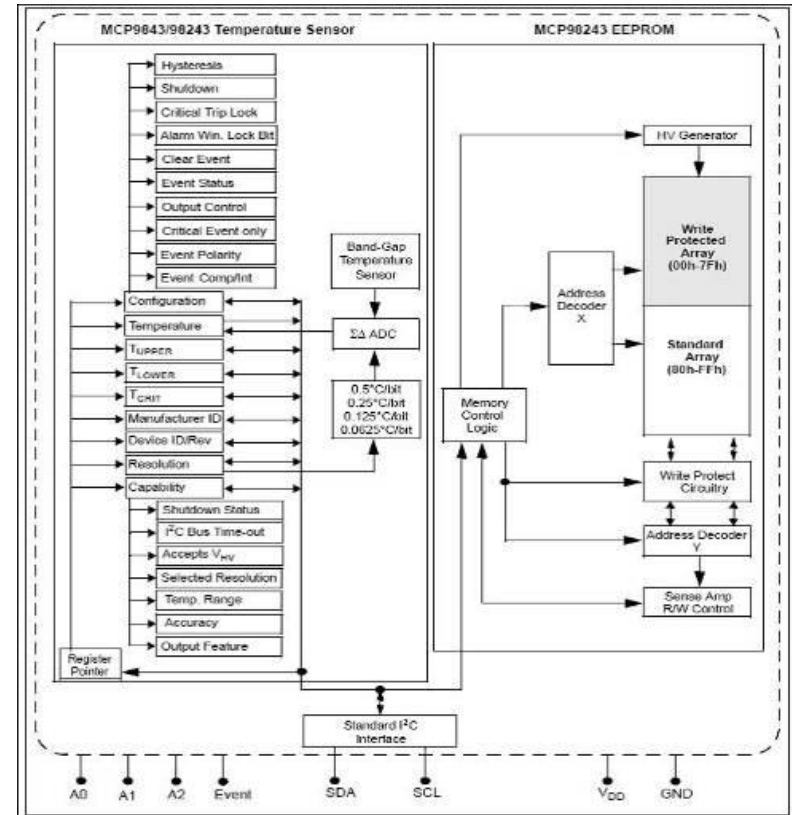 MCP9843/98243 Temperature Sensor
MCP98243 EEPROM
Hysteresis
Shutdown
Critical Trip Lock
Alarm Win. Lock Bit
Clear Event
Event Status
Output Control
Critical Event only
Event Polarity
Event Comp/Int
Configuration
Temperature
TUPPER
TLOWER
TCRIT
Manufacturer ID
Device ID/Rev
Resolution
Capability
Shutdown Status
I²C Bus Time-out
Accepts VHV
Selected Resolution
Temp. Range
Accuracy
Output Feature
Register
Pointer
Band-Gap
Temperature
Sensor
ΣΔ ADC
0.5°C/bit
0.25°C/bit
0.125°C/bit
0.0625°C/bit
Standard I²C
Interface
HV Generator
Write
Protected
Array
(00h-7Fh)
Address
Decoder
X
Standard
Array
(80h-FFh)
Memory
Control
Logic
Write Protect
Circuitry
Address Decoder
Y
Sense Amp
R/W Control
A0
A1
A2
Event
SDA
SCL
VDD
GND